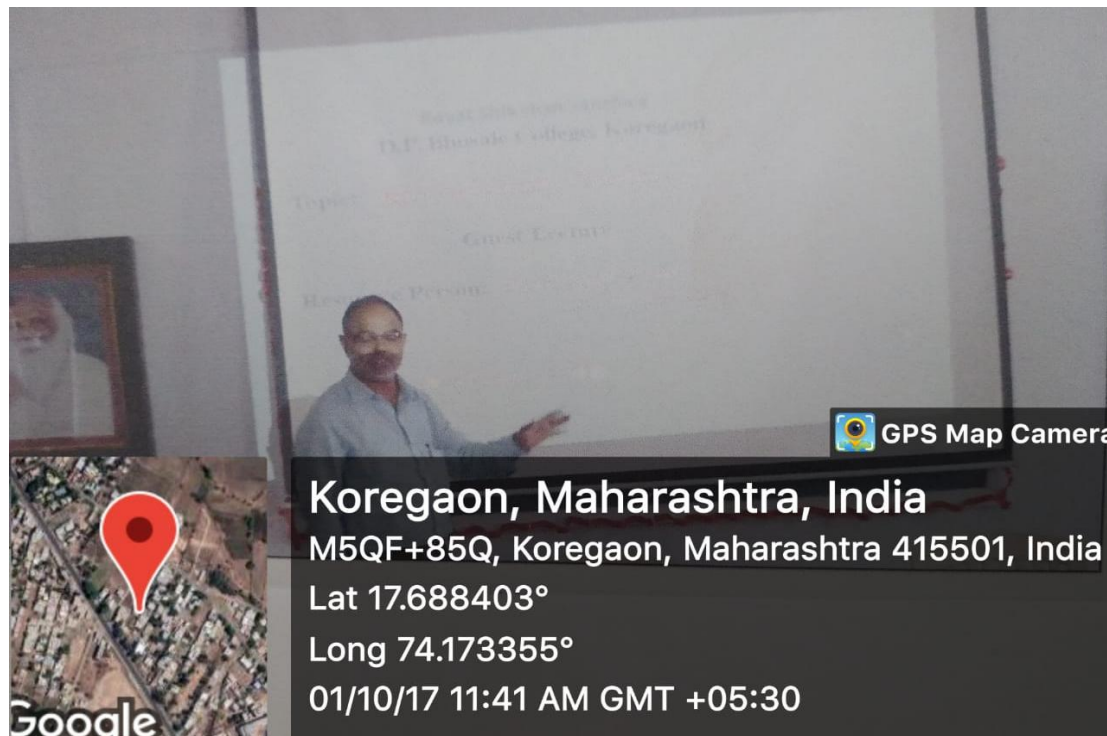 D.P. Bhosale College, Koregaon
Topic:
Guest Lecture
Resource Person:
GPS Map Camera
Koregaon, Maharashtra, India
M5QF+85Q, Koregaon, Maharashtra 415501, India
Lat 17.688403°
Long 74.173355°
01/10/17 11:41 AM GMT +05:30
Google